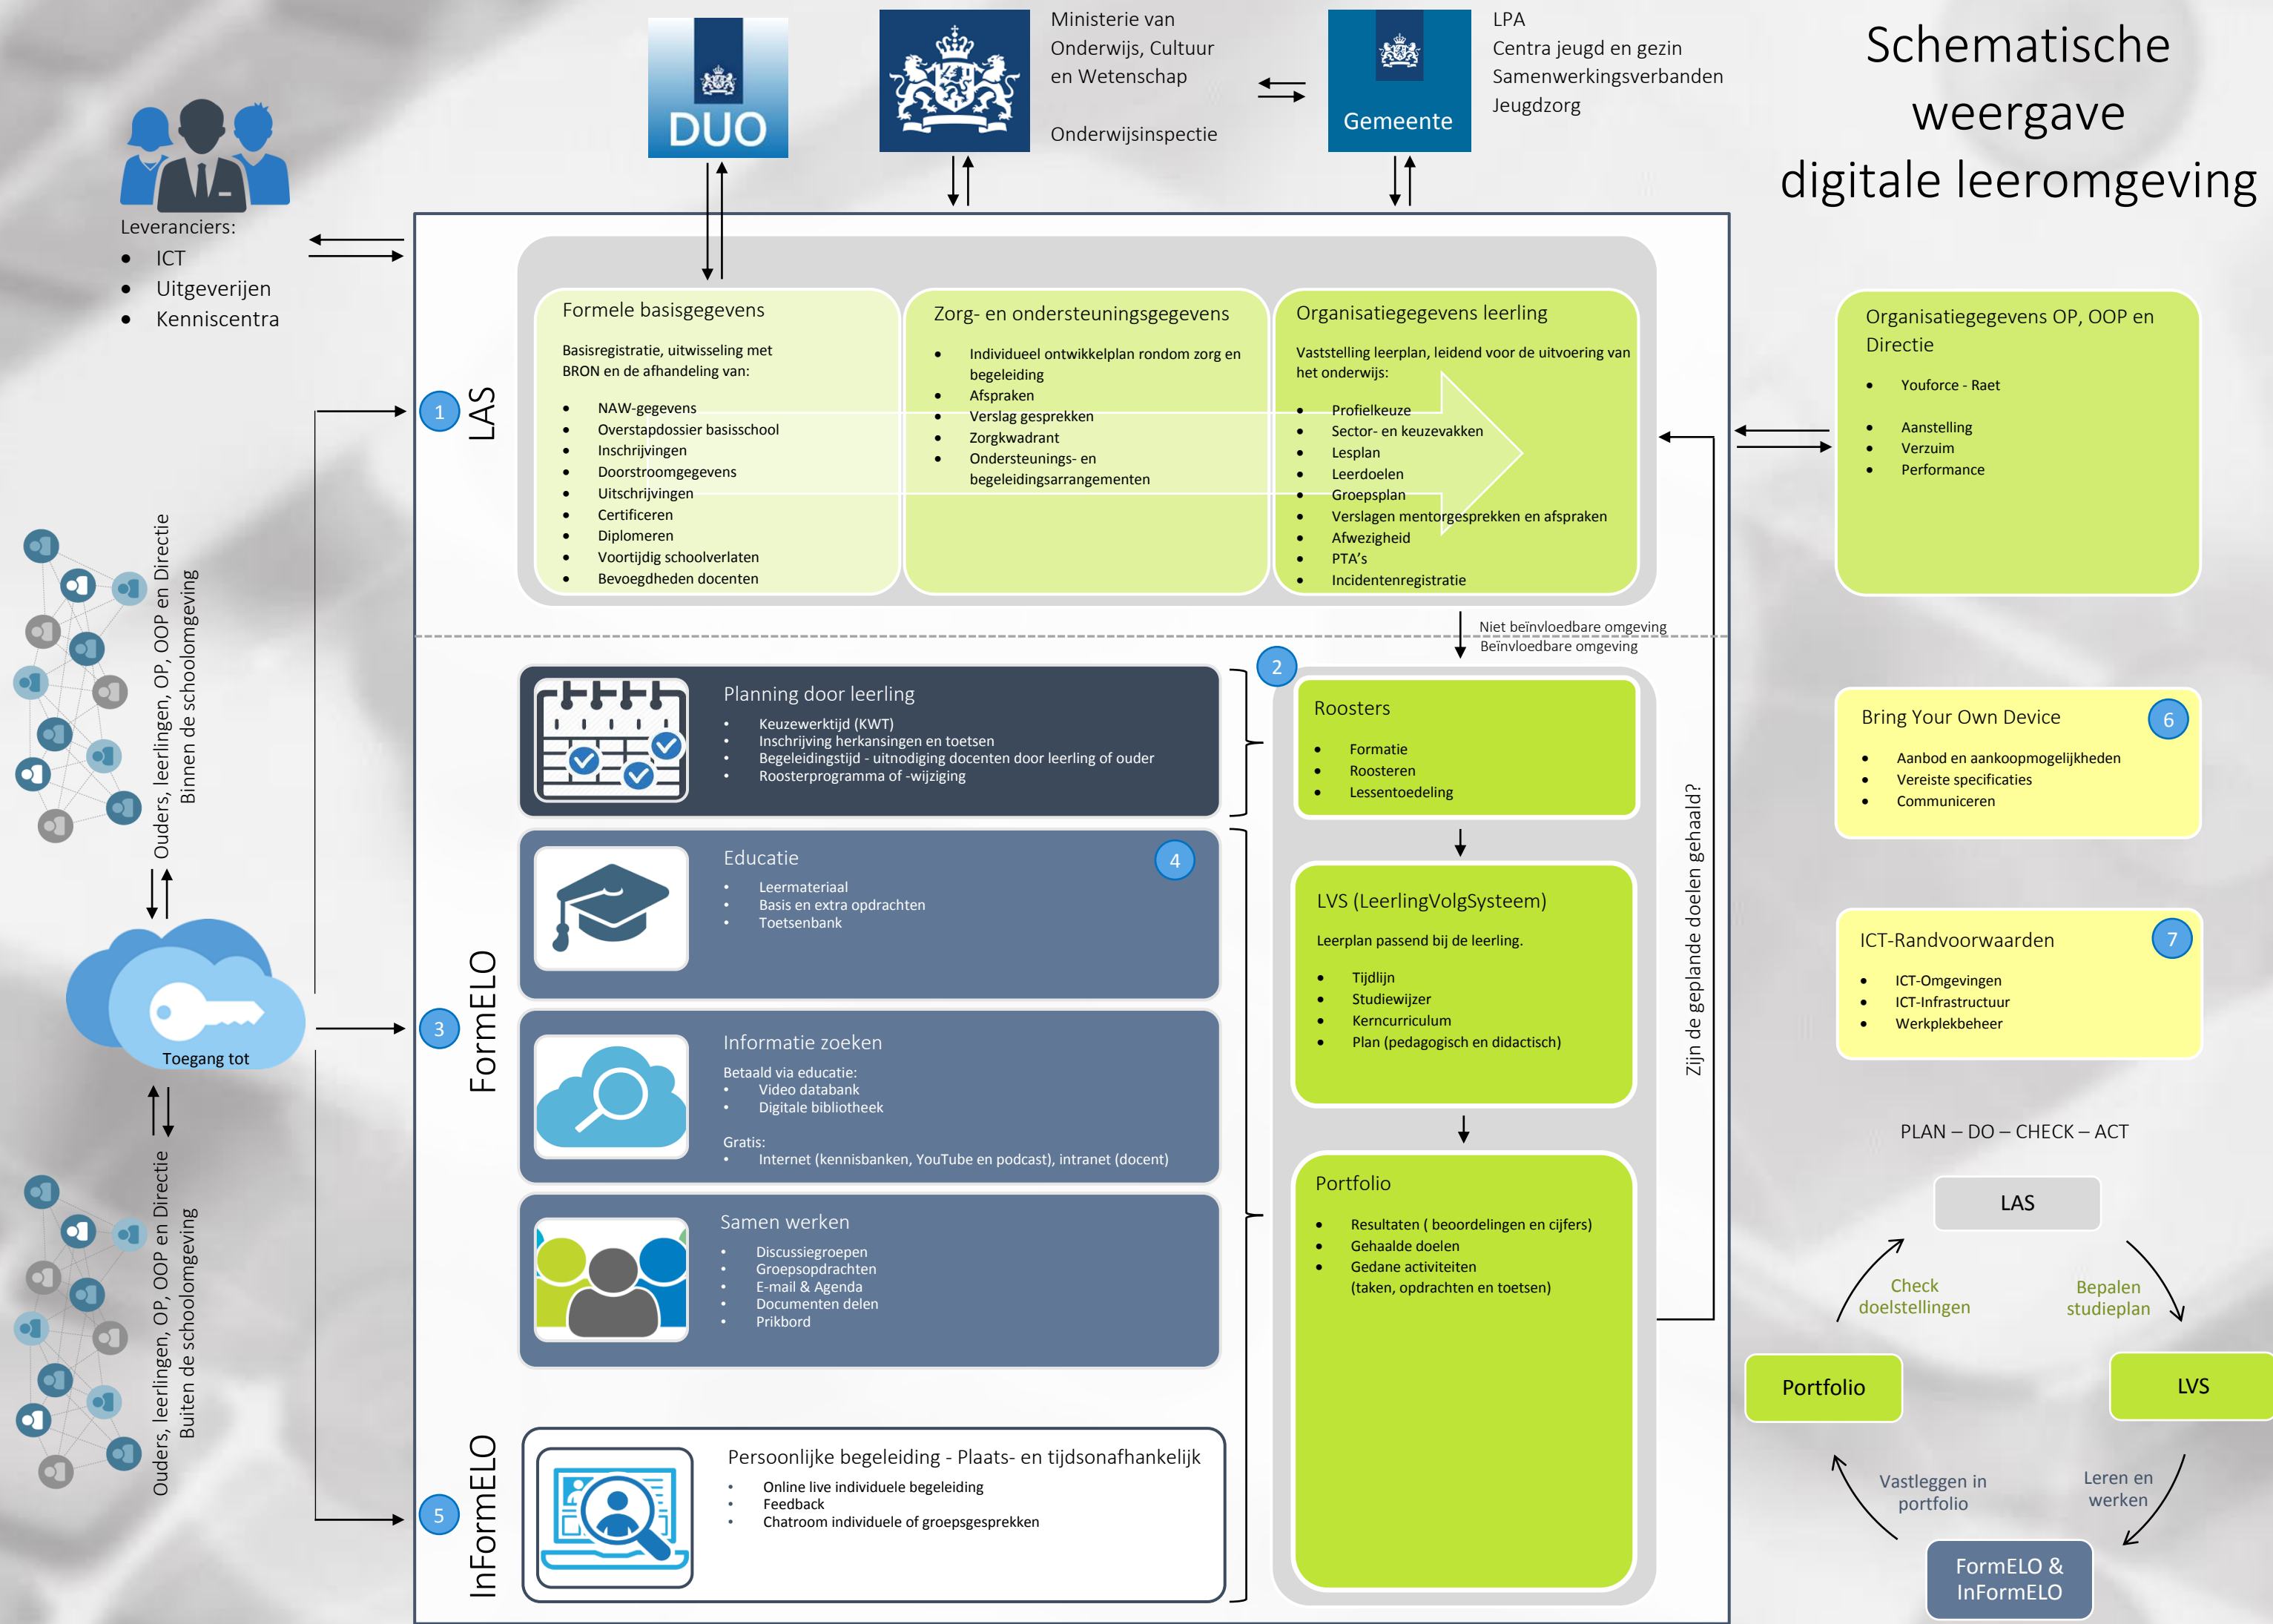 Schematische
weergave
digitale leeromgeving
DUO
Ministerie van
Onderwijs, Cultuur
en Wetenschap
Onderwijsinspectie
Gemeente
LPA
Centra jeugd en gezin
Samenwerkingsverbanden
Jeugdzorg
Leveranciers:
• ICT
• Uitgeverijen
• Kenniscentra
1
LAS
Formele basisgegevens
Basisregistratie, uitwisseling met
BRON en de afhandeling van:
• NAW-gegevens
• Overstapdossier basisschool
• Inschrijvingen
• Doorstroomgegevens
• Uitschrijvingen
• Certificeren
• Diplomeren
• Voortijdig schoolverlaten
• Bevoegdheden docenten
Zorg- en ondersteuningsgegevens
• Individueel ontwikkelplan rondom zorg en
begeleiding
• Afspraken
• Verslag gesprekken
• Zorgkwadrant
• Ondersteunings- en
begeleidingsarrangementen
Organisatiegegevens leerling
Vaststelling leerplan, leidend voor de uitvoering van
het onderwijs:
• Profielkeuze
• Sector- en keuzevakken
• Lesplan
• Leerdoelen
• Groepsplan
• Verslagen mentorgesprekken en afspraken
• Afwezigheid
• PTA’s
• Incidentenregistratie
Organisatiegegevens OP, OOP en
Directie
• Youforce - Raet
• Aanstelling
• Verzuim
• Performance
Niet beïnvloedbare omgeving
Beïnvloedbare omgeving
Ouders, leerlingen, OP, OOP en Directie
Binnen de schoolomgeving
Toegang tot
Ouders, leerlingen, OP, OOP en Directie
Buiten de schoolomgeving
3
FormELO
Planning door leerling
• Keuzewerktijd (KWT)
• Inschrijving herkansingen en toetsen
• Begeleidingstijd - uitnodiging docenten door leerling of ouder
• Roosterprogramma of -wijziging
Educatie
4
• Leermateriaal
• Basis en extra opdrachten
• Toetsenbank
Informatie zoeken
Betaald via educatie:
• Video databank
• Digitale bibliotheek
Gratis:
• Internet (kennisbanken, YouTube en podcast), intranet (docent)
Samen werken
• Discussiegroepen
• Groepsopdrachten
• E-mail & Agenda
• Documenten delen
• Prikbord
5
InFormELO
Persoonlijke begeleiding - Plaats- en tijdsonafhankelijk
• Online live individuele begeleiding
• Feedback
• Chatroom individuele of groepsgesprekken
2
Roosters
• Formatie
• Roosteren
• Lessentoedeling
LVS (LeerlingVolgSysteem)
Leerplan passend bij de leerling.
• Tijdlijn
• Studiewijzer
• Kerncurriculum
• Plan (pedagogisch en didactisch)
Portfolio
• Resultaten ( beoordelingen en cijfers)
• Gehaalde doelen
• Gedane activiteiten
(taken, opdrachten en toetsen)
Zijn de geplande doelen gehaald?
Bring Your Own Device
6
• Aanbod en aankoopmogelijkheden
• Vereiste specificaties
• Communiceren
ICT-Randvoorwaarden
7
• ICT-Omgevingen
• ICT-Infrastructuur
• Werkplekbeheer
PLAN – DO – CHECK – ACT
LAS
Check
doelstellingen
Bepalen
studieplan
Portfolio
LVS
Vastleggen in
portfolio
Leren en
werken
FormELO &
InFormELO